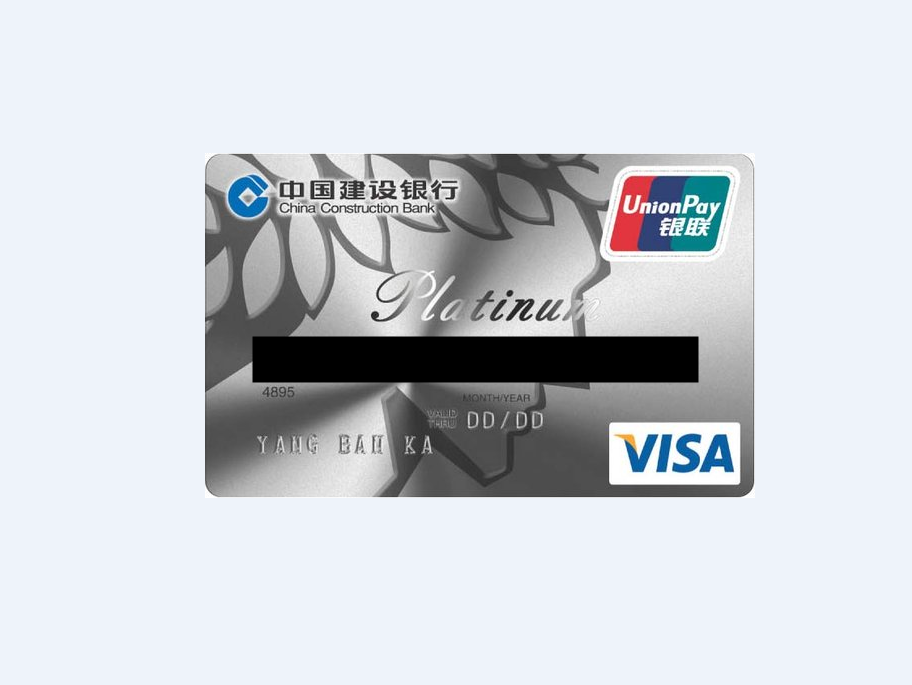 中国建设银行
China Construction Bank
UnionPay
银联
Platinum
4895
MONTH/YEAR
VALID
THRU
DD/DD
YANG BAN KA
VISA